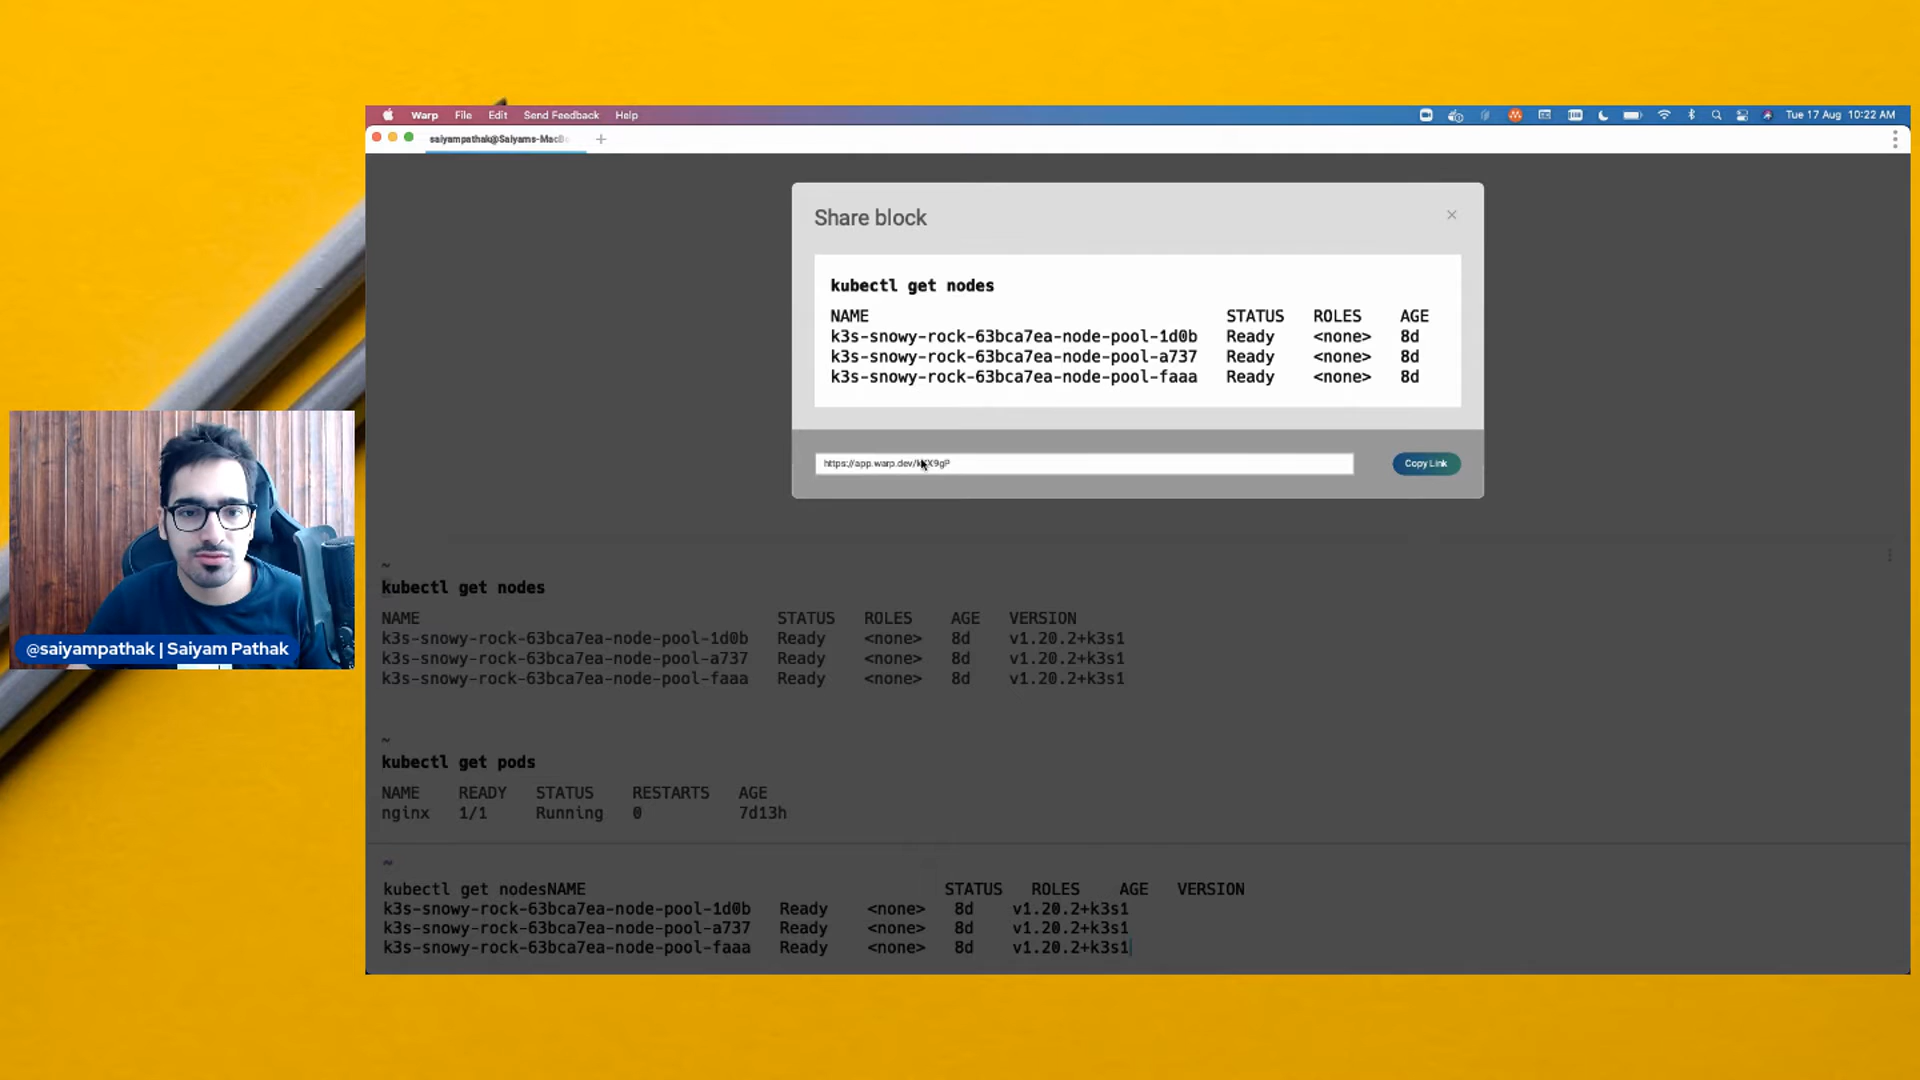 Warp File Edit Send Feedback Help Tue 17 Aug 10:22 AM
saiyampathak@Saiyams-MacB
Share block
kubectl get nodes
NAME STATUS ROLES AGE
k3s-snowy-rock-63bca7ea-node-pool-1d0b Ready <none> 8d
k3s-snowy-rock-63bca7ea-node-pool-a737 Ready <none> 8d
k3s-snowy-rock-63bca7ea-node-pool-faaa Ready <none> 8d
Copy Link
~
kubectl get nodes
NAME STATUS ROLES AGE VERSION
k3s-snowy-rock-63bca7ea-node-pool-1d0b Ready <none> 8d v1.20.2+k3s1
k3s-snowy-rock-63bca7ea-node-pool-a737 Ready <none> 8d v1.20.2+k3s1
k3s-snowy-rock-63bca7ea-node-pool-faaa Ready <none> 8d v1.20.2+k3s1
~
kubectl get pods
NAME READY STATUS RESTARTS AGE
nginx 1/1 Running 0 7d13h
~
kubectl get nodesNAME STATUS ROLES AGE VERSION
k3s-snowy-rock-63bca7ea-node-pool-1d0b Ready <none> 8d v1.20.2+k3s1
k3s-snowy-rock-63bca7ea-node-pool-a737 Ready <none> 8d v1.20.2+k3s1
k3s-snowy-rock-63bca7ea-node-pool-faaa Ready <none> 8d v1.20.2+k3s1
@saiyampathak | Saiyam Pathak